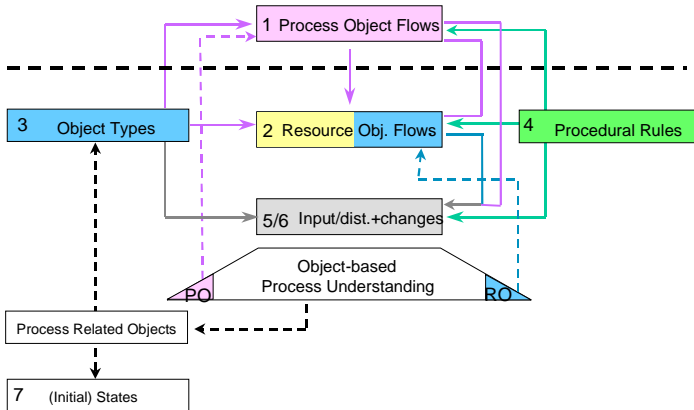 1 Process Object Flows
3 Object Types
2 Resource Obj. Flows
4 Procedural Rules
5/6 Input/dist.+changes
Object-based
Process Understanding
PO
RO
Process Related Objects
7 (Initial) States